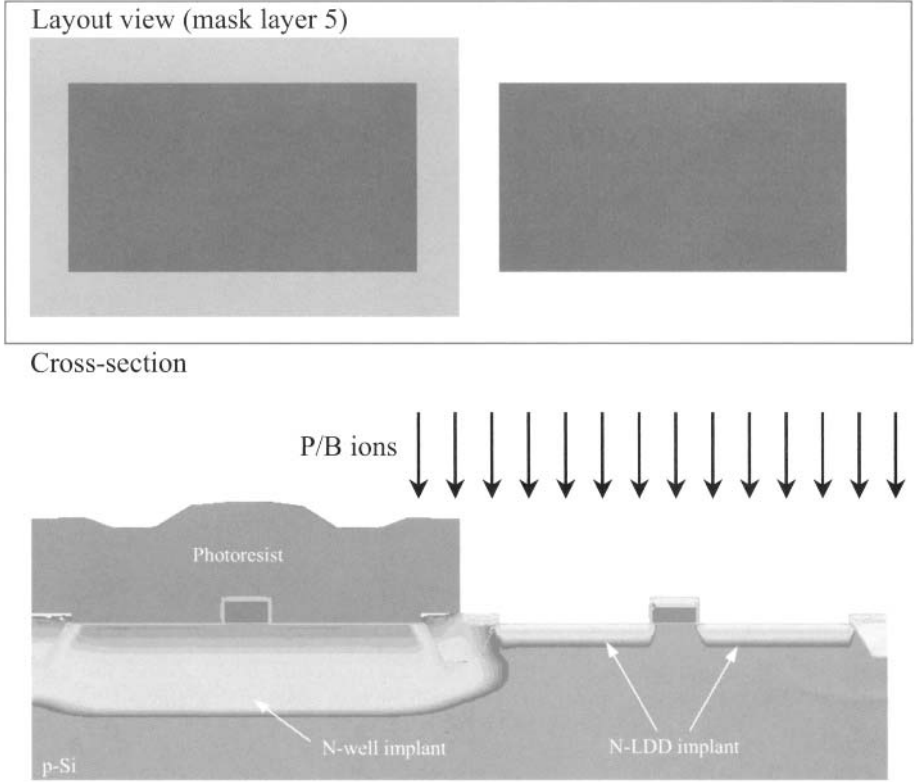 Layout view (mask layer 5)
Cross-section
P/B ions
Photoresist
N-well implant
N-LDD implant
p-Si